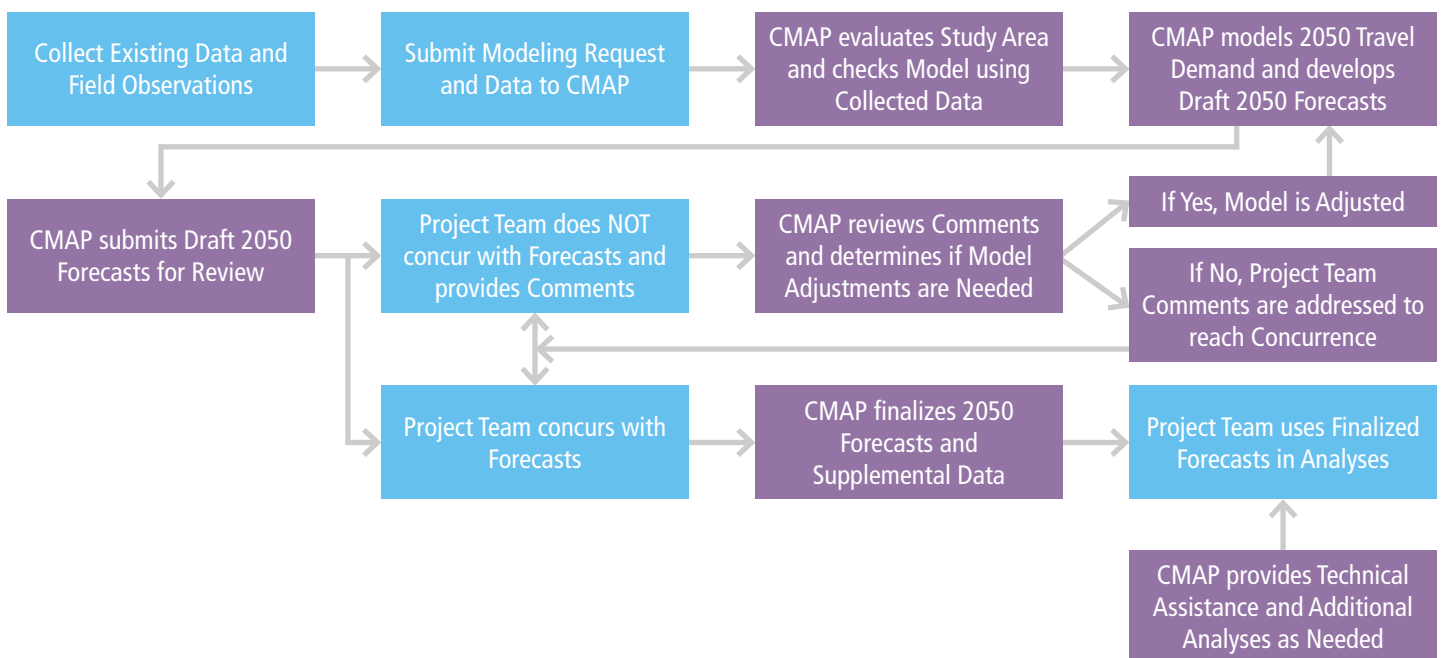 Collect Existing Data and
Field Observations
Submit Modeling Request
and Data to CMAP
CMAP evaluates Study Area
and checks Model using
Collected Data
CMAP models 2050 Travel
Demand and develops
Draft 2050 Forecasts
CMAP submits Draft 2050
Forecasts for Review
Project Team does NOT
concur with Forecasts and
provides Comments
CMAP reviews Comments
and determines if Model
Adjustments are Needed
If Yes, Model is Adjusted
If No, Project Team
Comments are addressed to
reach Concurrence
Project Team concurs with
Forecasts
CMAP finalizes 2050
Forecasts and
Supplemental Data
Project Team uses Finalized
Forecasts in Analyses
CMAP provides Technical
Assistance and Additional
Analyses as Needed